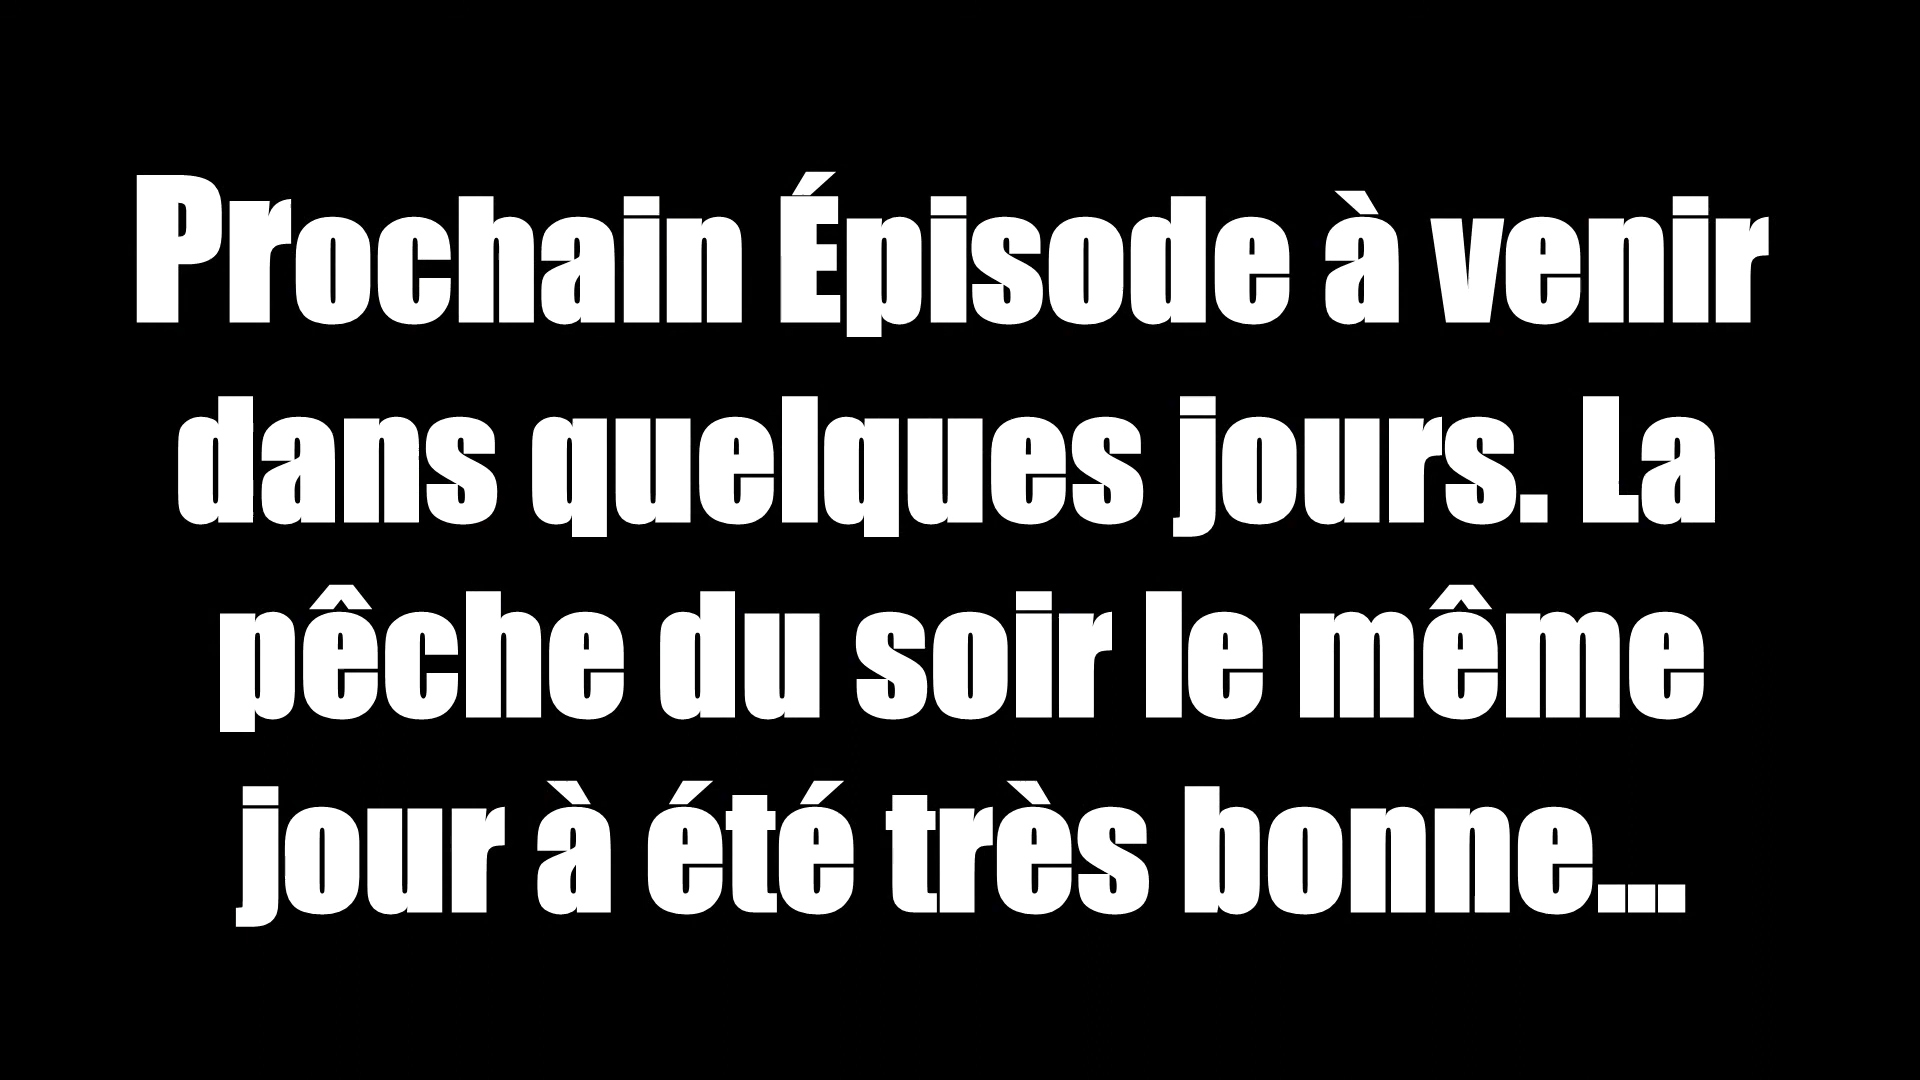 Prochain Épisode à venir
dans quelques jours. La
pêche du soir le même
jour à été très bonne...